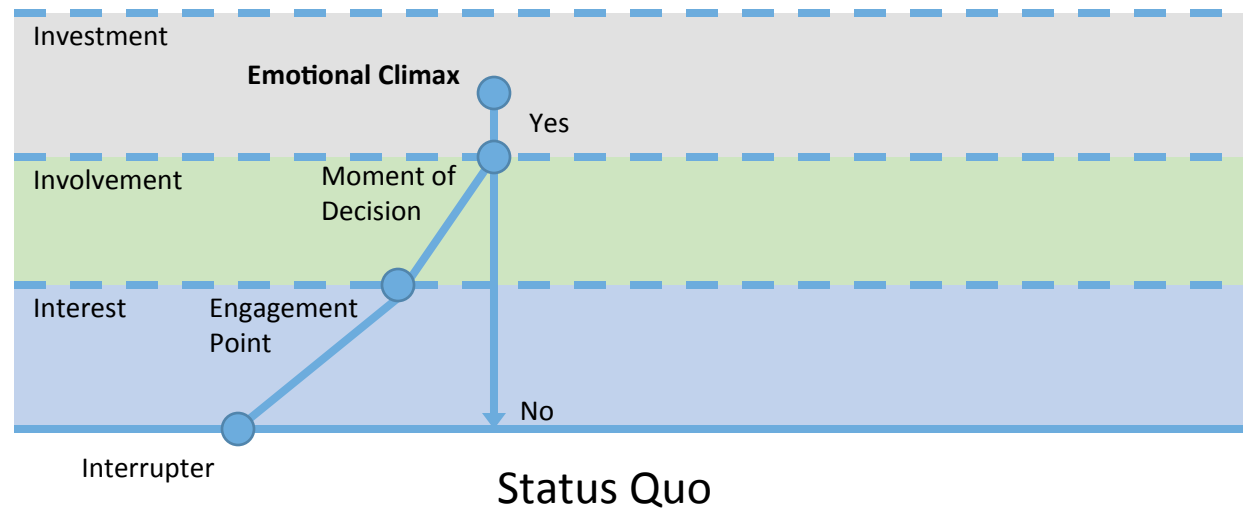 Investment
Emotional Climax
Yes
Involvement
Moment of
Decision
Interest
Engagement
Point
No
Interrupter
Status Quo